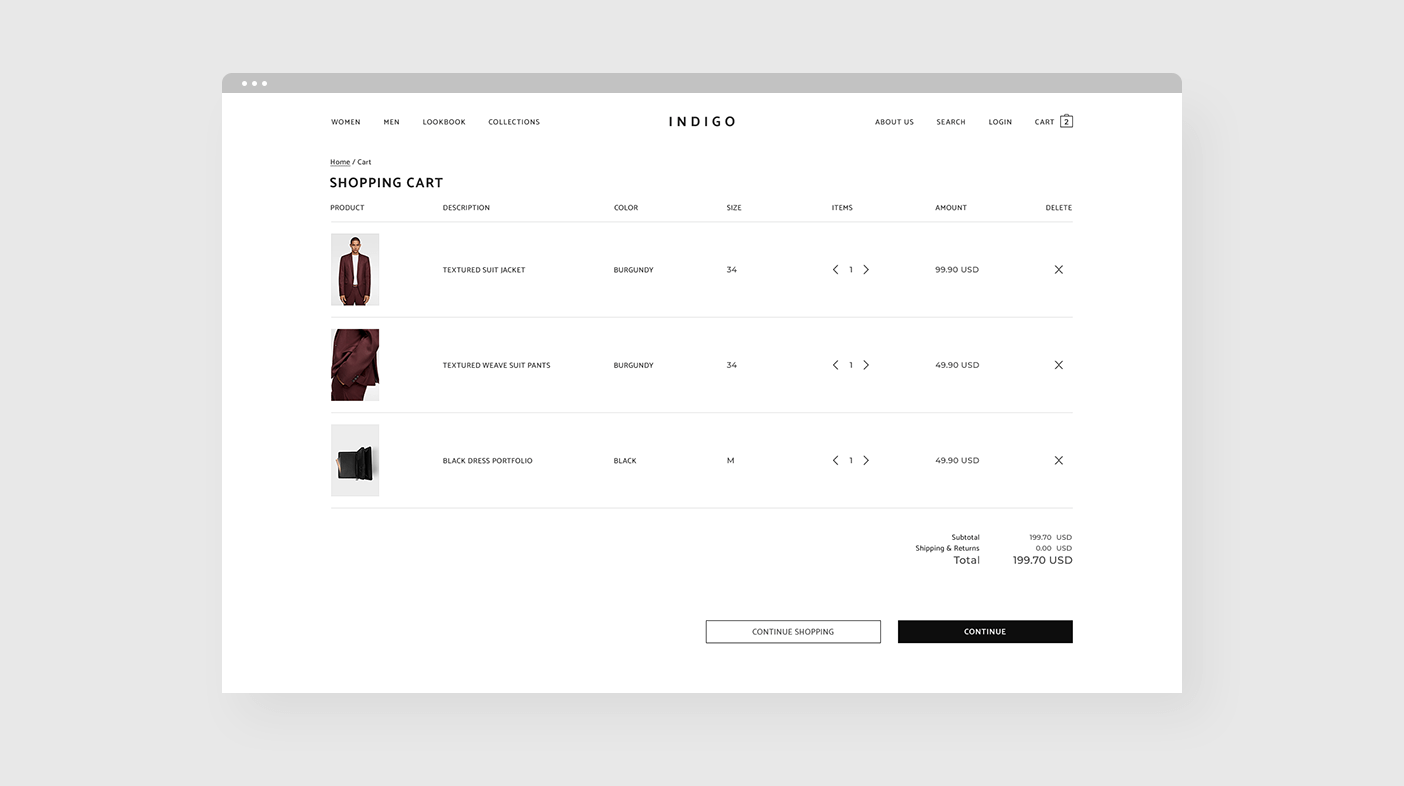 WOMEN MEN LOOKBOOK COLLECTIONS INDIGO ABOUT US SEARCH LOGIN CART 2
Home / Cart
SHOPPING CART
PRODUCT DESCRIPTION COLOR SIZE ITEMS AMOUNT DELETE
TEXTURED SUIT JACKET BURGUNDY 34 1 99.90 USD
TEXTURED WEAVE SUIT PANTS BURGUNDY 34 1 49.90 USD
BLACK DRESS PORTFOLIO BLACK M 1 49.90 USD
Subtotal 199.70 USD
Shipping & Returns 0.00 USD
Total 199.70 USD
CONTINUE SHOPPING CONTINUE